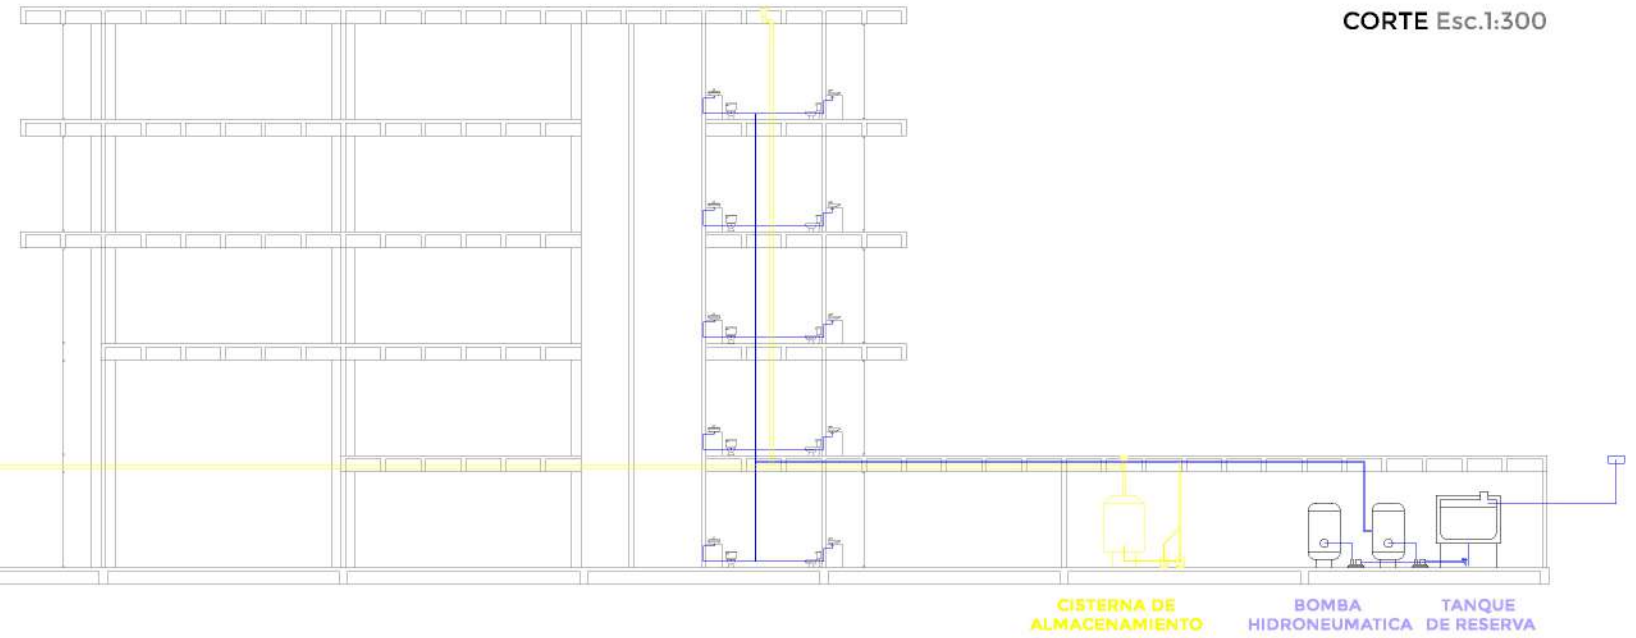 CORTE Esc.1:300
CISTERNA DE
ALMACENAMIENTO
BOMBA
HIDRONEUMATICA
TANQUE
DE RESERVA